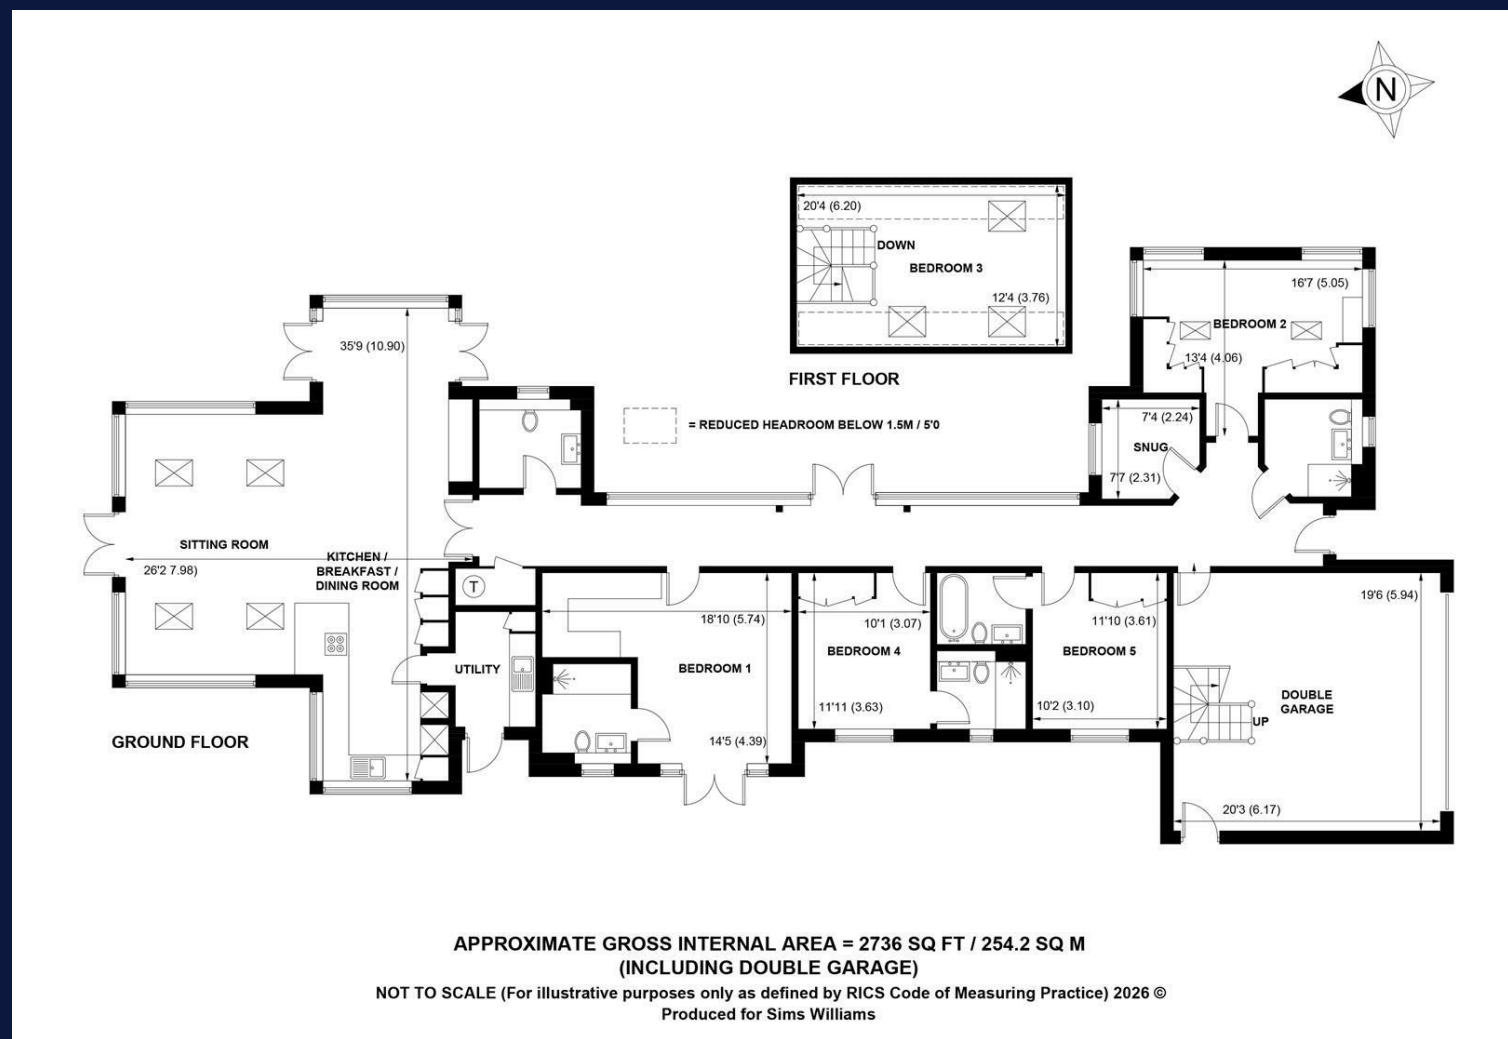 N
20'4 (6.20)
DOWN
BEDROOM 3
12'4 (3.76)
FIRST FLOOR
= REDUCED HEADROOM BELOW 1.5M / 5'0
16'7 (5.05)
BEDROOM 2
13'4 (4.06)
35'9 (10.90)
7'4 (2.24)
SNUG
7'7 (2.31)
SITTING ROOM
26'2 7.98)
KITCHEN /
BREAKFAST /
DINING ROOM
T
UTILITY
18'10 (5.74)
BEDROOM 1
14'5 (4.39)
10'1 (3.07)
BEDROOM 4
11'11 (3.63)
11'10 (3.61)
BEDROOM 5
10'2 (3.10)
19'6 (5.94)
DOUBLE
GARAGE
UP
20'3 (6.17)
GROUND FLOOR
APPROXIMATE GROSS INTERNAL AREA = 2736 SQ FT / 254.2 SQ M
(INCLUDING DOUBLE GARAGE)
NOT TO SCALE (For illustrative purposes only as defined by RICS Code of Measuring Practice) 2026 ©
Produced for Sims Williams